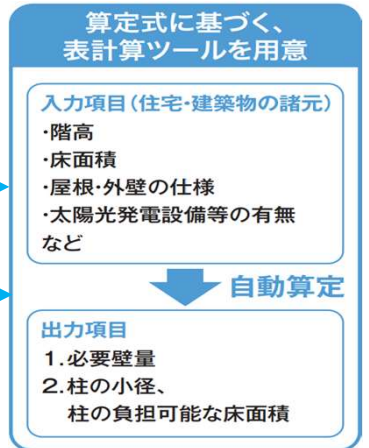 算定式に基づく、
表計算ツールを用意
入力項目(住宅・建築物の諸元)
・階高
・床面積
・屋根・外壁の仕様
・太陽光発電設備等の有無
など
自動算定
出力項目
1.必要壁量
2.柱の小径、
柱の負担可能な床面積